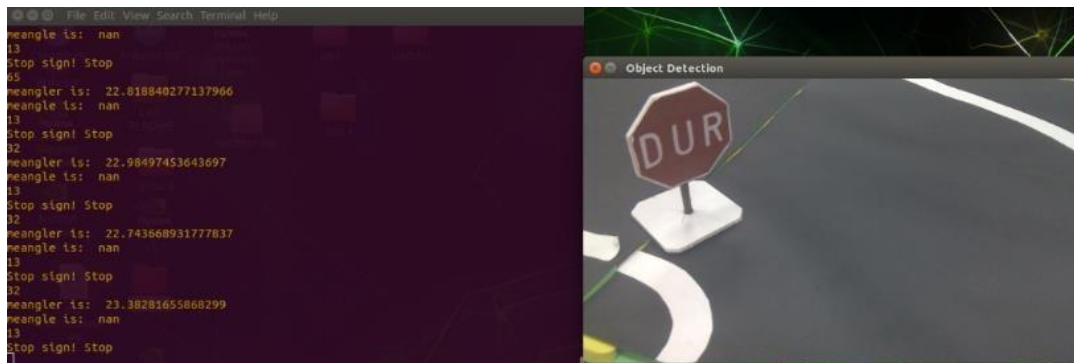 File Edit View Search Terminal Help
meangle is: nan
13
Stop sign! Stop
65
meangler is: 22.818840277137966
meangle is: nan
13
Stop sign! Stop
32
meangler is: 22.98497453643697
meangle is: nan
13
Stop sign! Stop
32
meangler is: 22.743668931777837
meangle is: nan
13
Stop sign! Stop
32
meangler is: 23.38281655868299
meangle is: nan
13
Stop sign! Stop
Object Detection
DUR